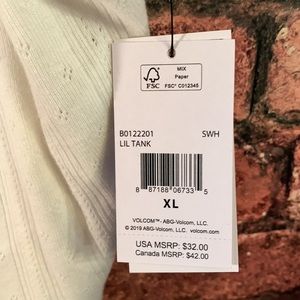 MIX
Paper
FSC
FSC® C012345
B0122201 SWH
LIL TANK
8 87188 06733 5
XL
VOLCOM™- ABG-Volcom, LLC.
© 2019 ABG-Volcom, LLC. volcom.com
USA MSRP: $32.00
Canada MSRP: $42.00